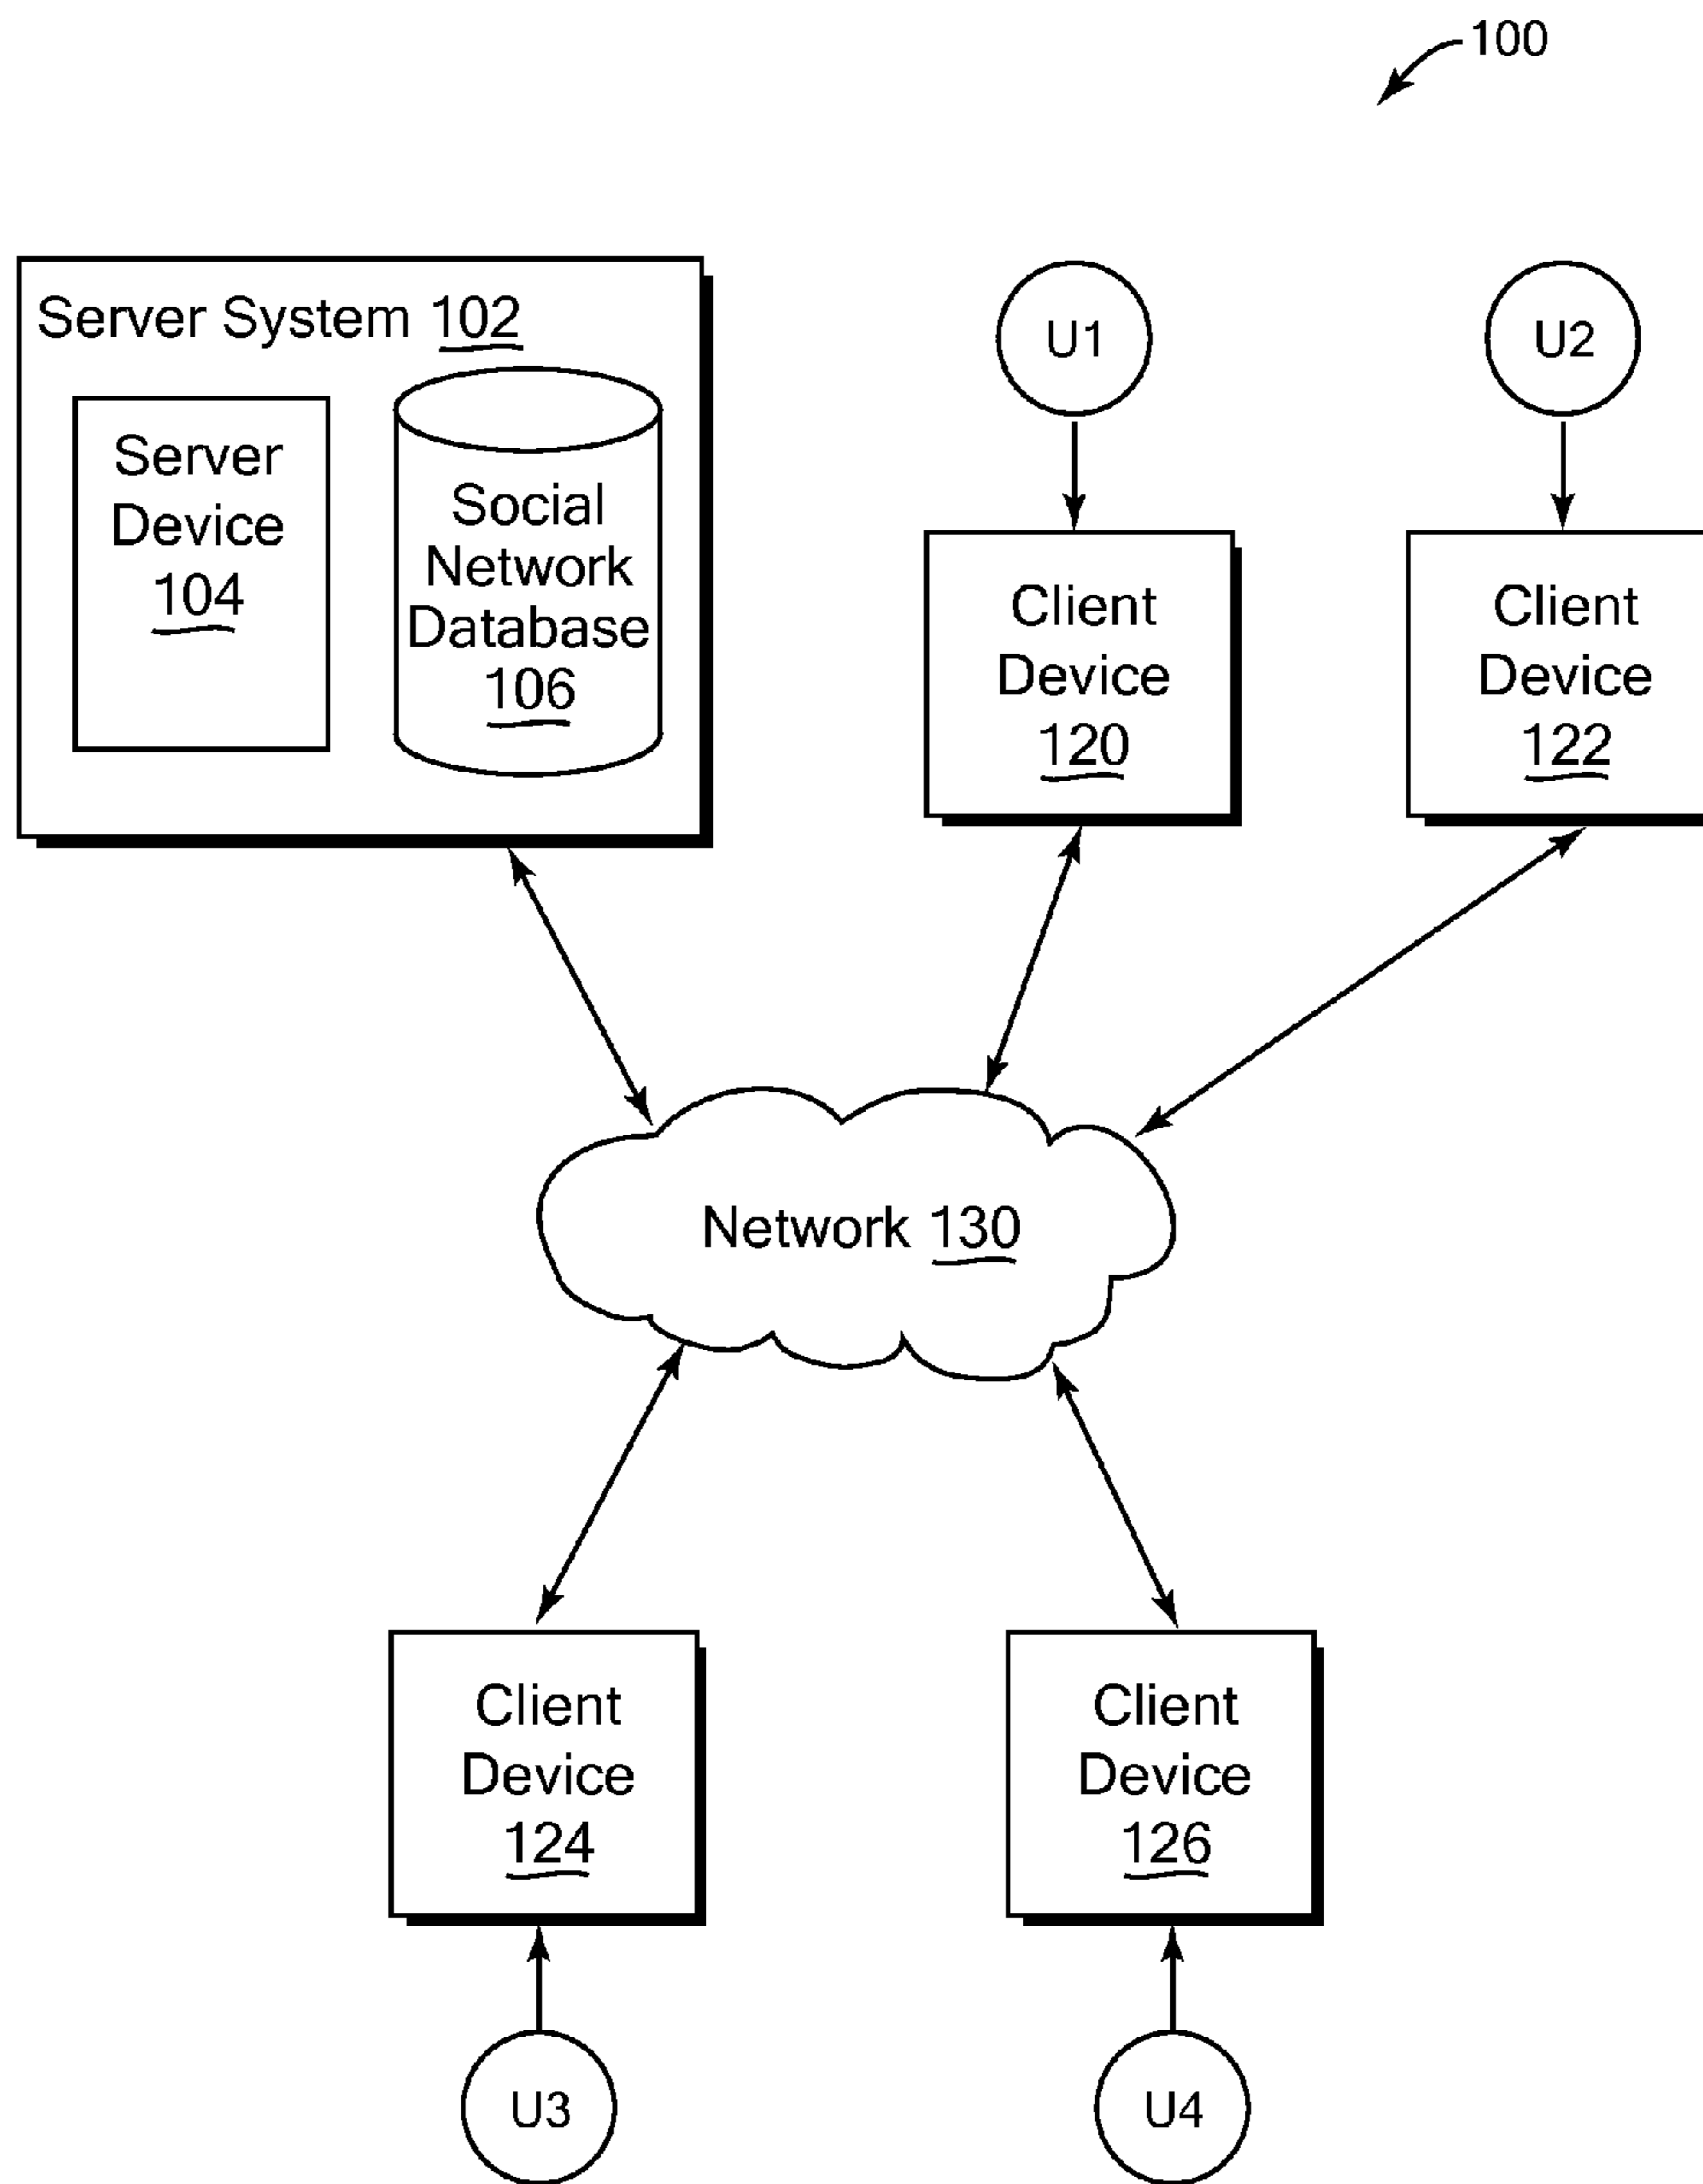 100
Server System 102
Server
Device
104
Social
Network
Database
106
U1
U2
Client
Device
120
Client
Device
122
Network 130
Client
Device
124
Client
Device
126
U3
U4